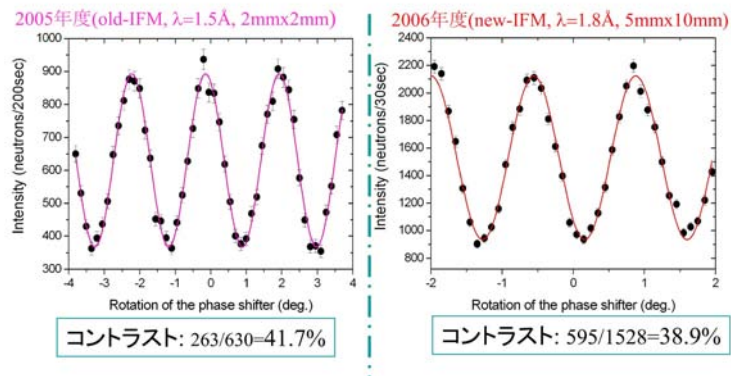 2005年度(old-IFM, λ=1.5Å, 2mmx2mm)
Intensity (neutrons/200sec)
1000
900
800
700
600
500
400
300
-4 -3 -2 -1 0 1 2 3 4
Rotation of the phase shifter (deg.)
コントラスト: 263/630=41.7%
2006年度(new-IFM, λ=1.8Å, 5mmx10mm)
Intensity (neutrons/30sec)
2400
2200
2000
1800
1600
1400
1200
1000
800
-2 -1 0 1 2
Rotation of the phase shifter (deg.)
コントラスト: 595/1528=38.9%